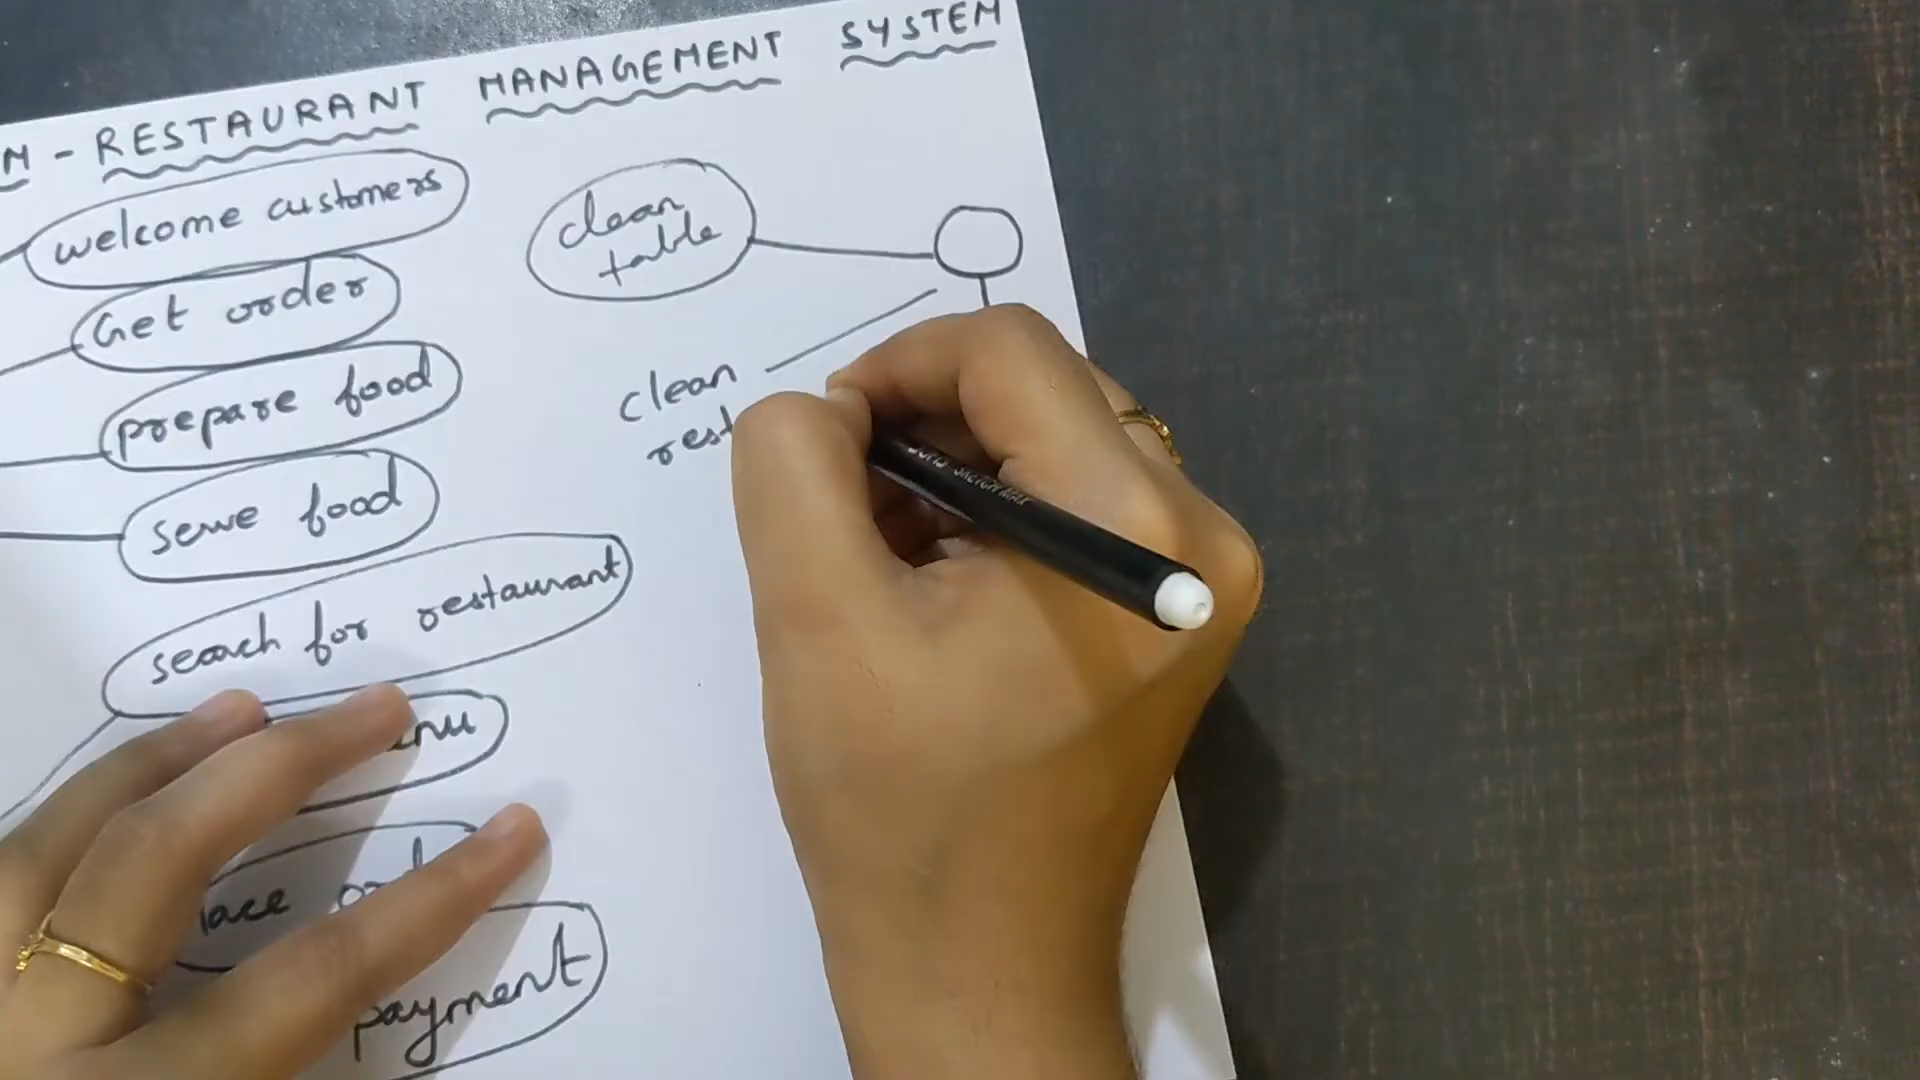 - RESTAURANT MANAGEMENT SYSTEM
welcome customers
Get order
prepare food
serve food
search for restaurant
payment
clean
table
clean